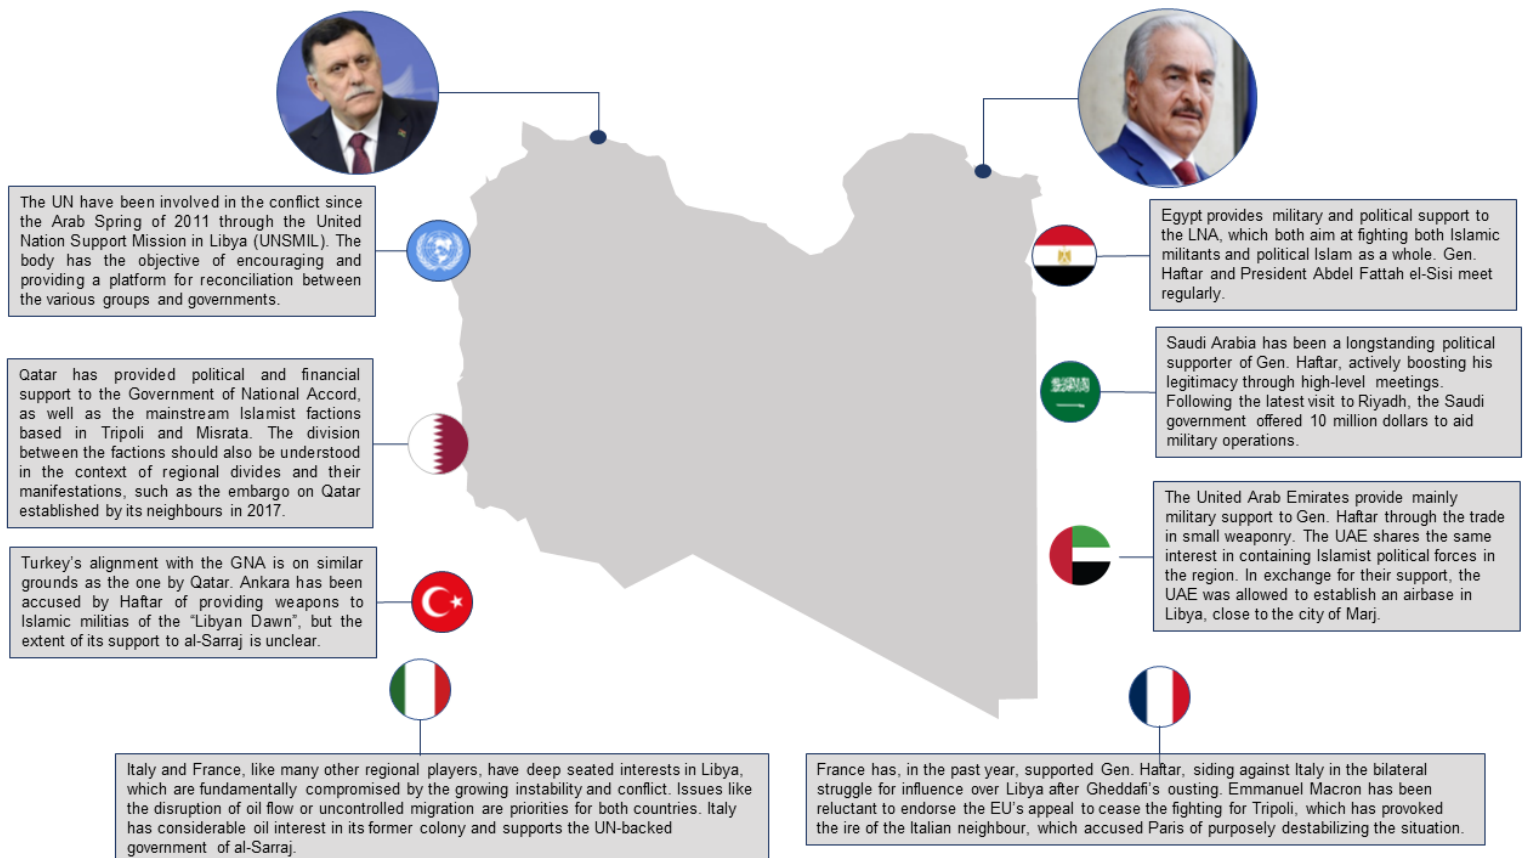 The UN have been involved in the conflict since
the Arab Spring of 2011 through the United
Nation Support Mission in Libya (UNSMIL). The
body has the objective of encouraging and
providing a platform for reconciliation between
the various groups and governments.
Qatar has provided political and financial
support to the Government of National Accord,
as well as the mainstream Islamist factions
based in Tripoli and Misrata. The division
between the factions should also be understood
in the context of regional divides and their
manifestations, such as the embargo on Qatar
established by its neighbours in 2017.
Turkey's alignment with the GNA is on similar
grounds as the one by Qatar. Ankara has been
accused by Haftar of providing weapons to
Islamic militias of the “Libyan Dawn”, but the
extent of its support to al-Sarraj is unclear.
Italy and France, like many other regional players, have deep seated interests in Libya,
which are fundamentally compromised by the growing instability and conflict. Issues like
the disruption of oil flow or uncontrolled migration are priorities for both countries. Italy
has considerable oil interest in its former colony and supports the UN-backed
government of al-Sarraj.
Egypt provides military and political support to
the LNA, which both aim at fighting both Islamic
militants and political Islam as a whole. Gen.
Haftar and President Abdel Fattah el-Sisi meet
regularly.
Saudi Arabia has been a longstanding political
supporter of Gen. Haftar, actively boosting his
legitimacy through high-level meetings.
Following the latest visit to Riyadh, the Saudi
government offered 10 million dollars to aid
military operations.
The United Arab Emirates provide mainly
military support to Gen. Haftar through the trade
in small weaponry. The UAE shares the same
interest in containing Islamist political forces in
the region. In exchange for their support, the
UAE was allowed to establish an airbase in
Libya, close to the city of Marj.
France has, in the past year, supported Gen. Haftar, siding against Italy in the bilateral
struggle for influence over Libya after Gheddafi's ousting. Emmanuel Macron has been
reluctant to endorse the EU's appeal to cease the fighting for Tripoli, which has provoked
the ire of the Italian neighbour, which accused Paris of purposely destabilizing the situation.